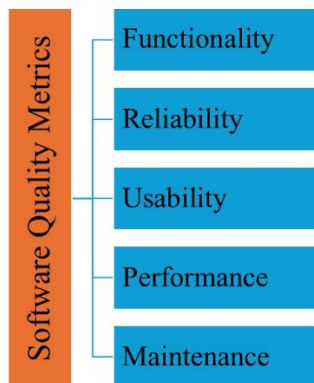 Software Quality Metrics
Functionality
Reliability
Usability
Performance
Maintenance